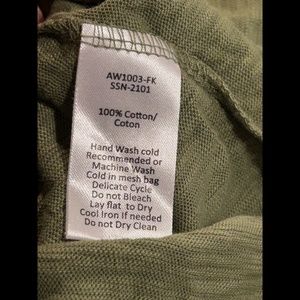 AW1003-FK
SSN-2101
100% Cotton/
Coton
Hand Wash cold
Recommended or
Machine Wash
Cold in mesh bag
Delicate Cycle
Do not Bleach
Lay flat to Dry
Cool Iron if needed
Do not Dry Clean